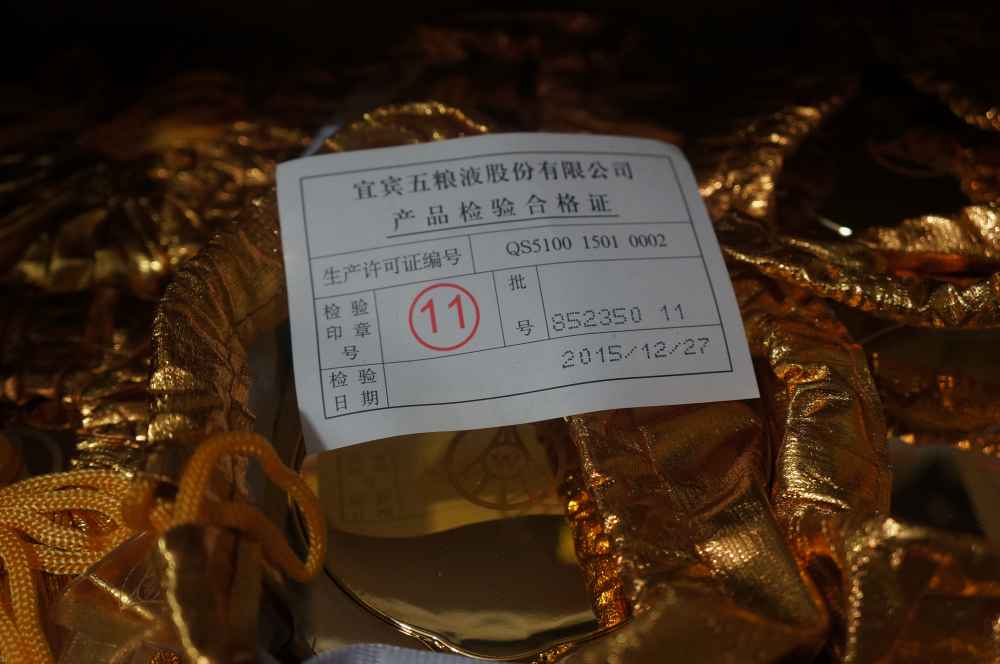 宜宾五粮液股份有限公司
产品检验合格证
生产许可证编号 QS5100 1501 0002
检验印章号 11 批号 852350 11
检验日期 2015/12/27